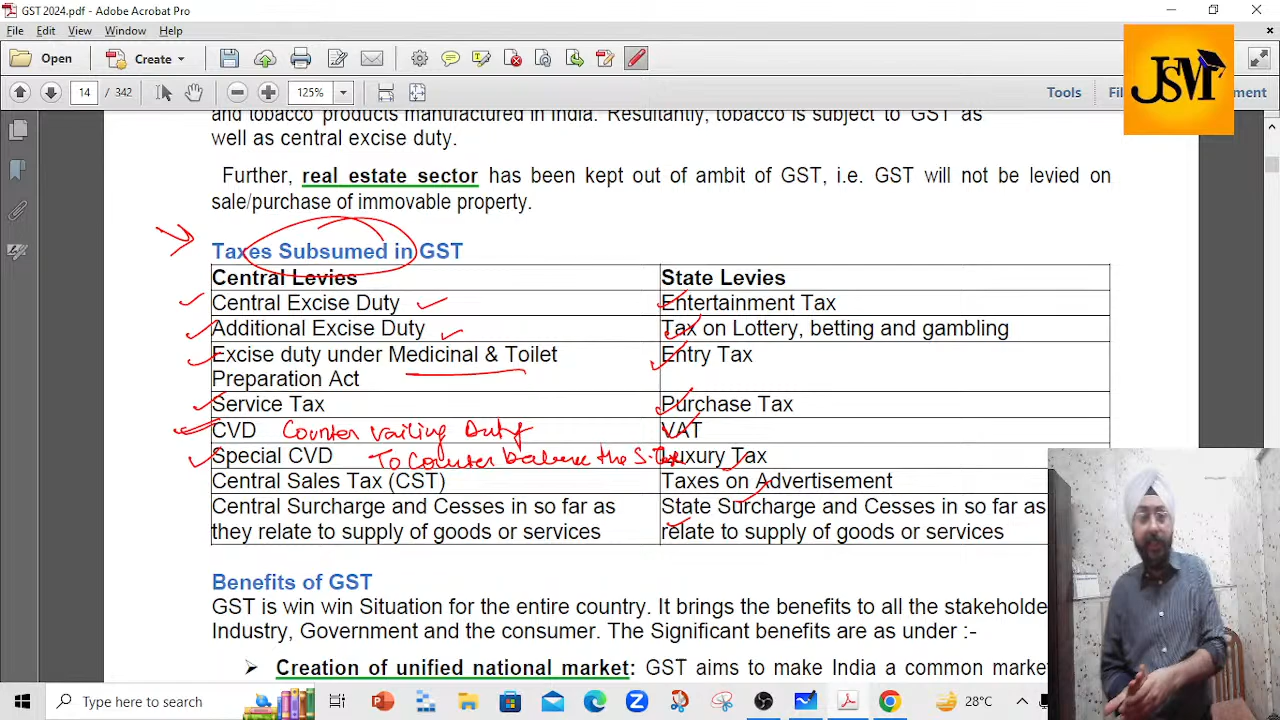 GST 2024.pdf - Adobe Acrobat Pro
File Edit View Window Help
Open Create
14 / 342 125% Tools
JSM
and tobacco products manufactured in India. Resultantly, tobacco is subject to GST as
well as central excise duty.
Further, real estate sector has been kept out of ambit of GST, i.e. GST will not be levied on
sale/purchase of immovable property.
Taxes Subsumed in GST
Central Levies State Levies
Central Excise Duty Entertainment Tax
Additional Excise Duty Tax on Lottery, betting and gambling
Excise duty under Medicinal & Toilet Entry Tax
Preparation Act
Service Tax Purchase Tax
CVD Counter vailing Duty VAT
Special CVD To Counter balance the S.Tax Luxury Tax
Central Sales Tax (CST) Taxes on Advertisement
Central Surcharge and Cesses in so far as State Surcharge and Cesses in so far as
they relate to supply of goods or services relate to supply of goods or services
Benefits of GST
GST is win win Situation for the entire country. It brings the benefits to all the
Industry, Government and the consumer. The Significant benefits are as under :-
Creation of unified national market: GST aims to make India a common market
Type here to search 28°C